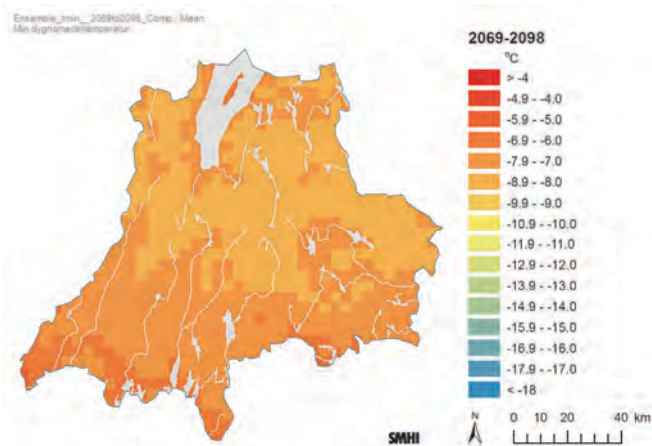 Ensemble_tmin__2069to2098_Comp. Mean
Min dygnsmedeltemperatur
2069-2098
°C
> -4
-4.9 - -4.0
-5.9 - -5.0
-6.9 - -6.0
-7.9 - -7.0
-8.9 - -8.0
-9.9 - -9.0
-10.9 - -10.0
-11.9 - -11.0
-12.9 - -12.0
-13.9 - -13.0
-14.9 - -14.0
-15.9 - -15.0
-16.9 - -16.0
-17.9 - -17.0
< -18
N
0 10 20 40 km
SMHI